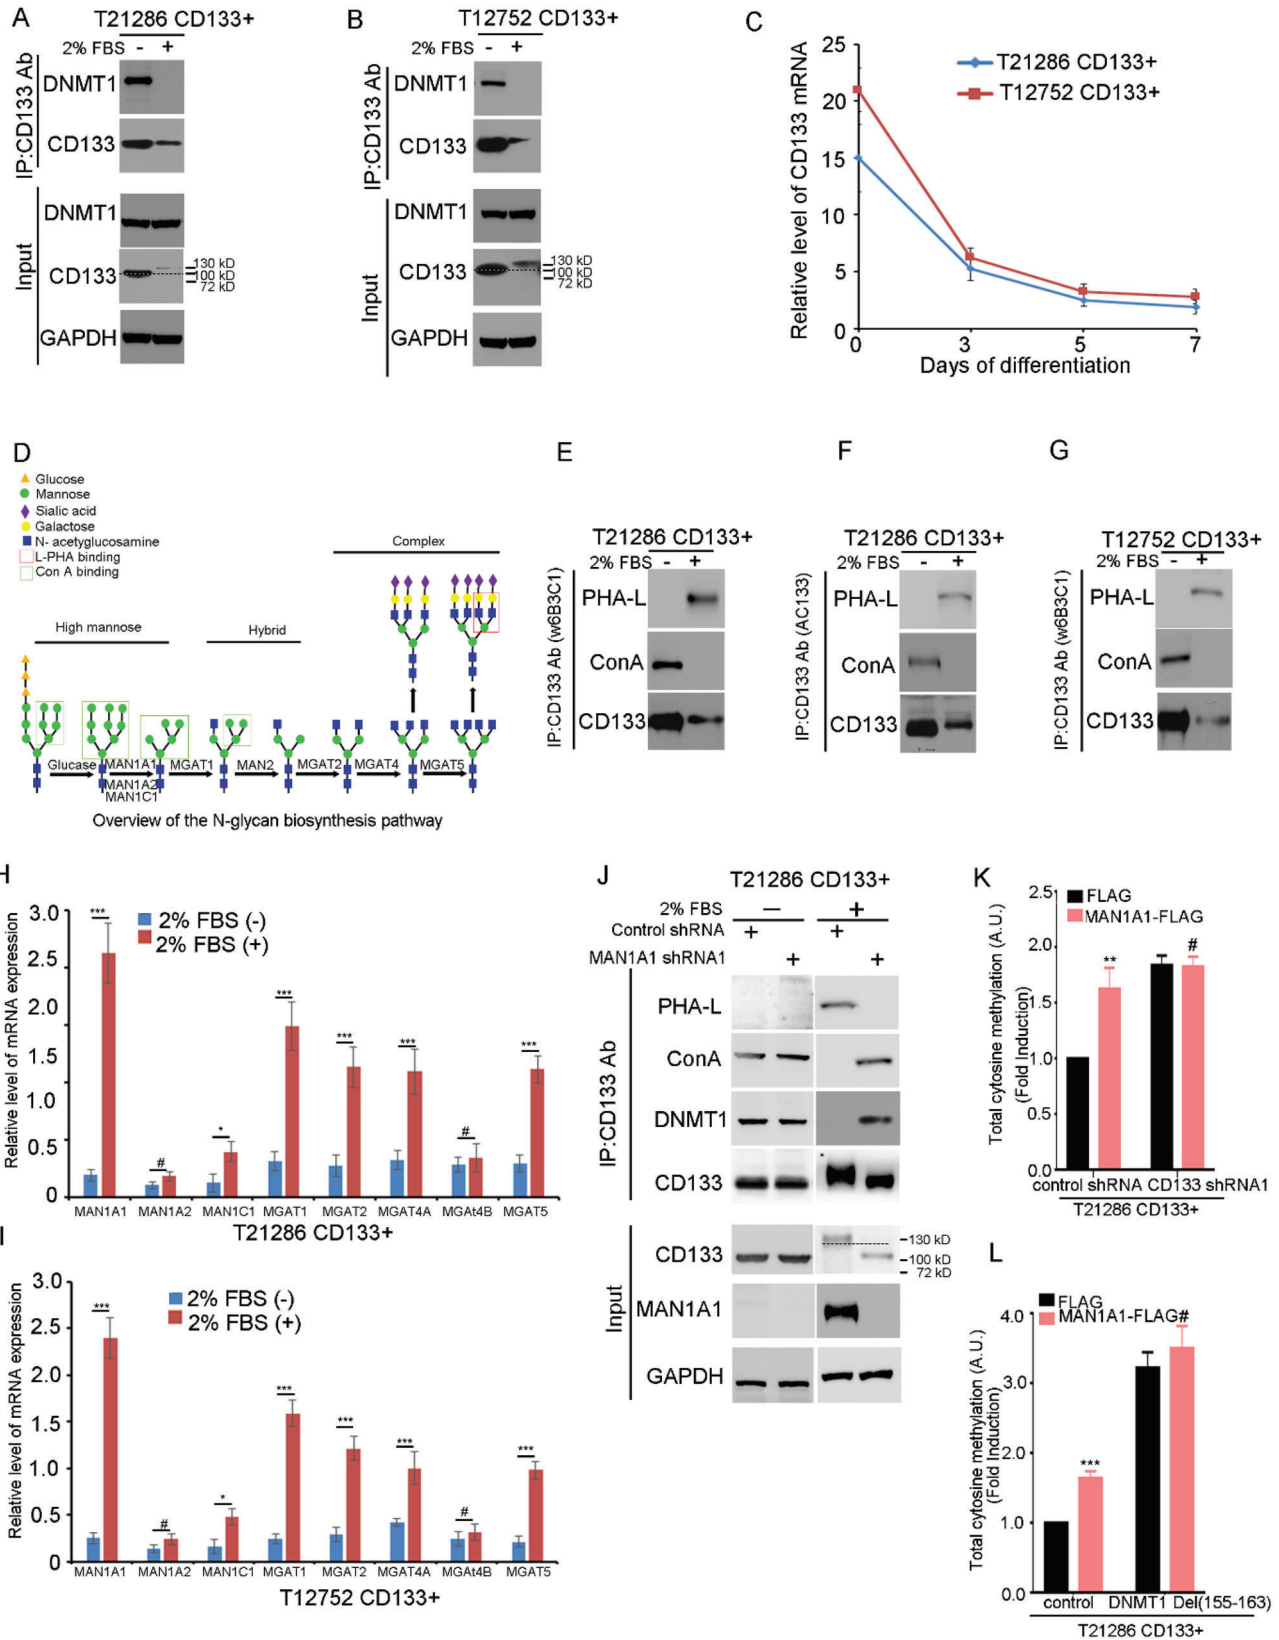 A
T21286 CD133+
2% FBS - +
IP:CD133 Ab
DNMT1
CD133
Input
DNMT1
CD133
130 kD
100 kD
72 kD
GAPDH
B
T12752 CD133+
2% FBS - +
IP:CD133 Ab
DNMT1
CD133
Input
DNMT1
CD133
130 kD
100 kD
72 kD
GAPDH
C
Relative level of CD133 mRNA
25
20
15
10
5
0
0 3 5 7
Days of differentiation
T21286 CD133+
T12752 CD133+
D
Glucose
Mannose
Sialic acid
Galactose
N- acetyglucosamine
L-PHA binding
Con A binding
High mannose
Hybrid
Complex
Glucase MAN1A1 MGAT1 MAN2 MGAT2 MGAT4 MGAT5
MAN1A2
MAN1C1
Overview of the N-glycan biosynthesis pathway
E
T21286 CD133+
2% FBS - +
IP:CD133 Ab (w6B3C1)
PHA-L
ConA
CD133
F
T21286 CD133+
2% FBS - +
IP:CD133 Ab (AC133)
PHA-L
ConA
CD133
G
T12752 CD133+
2% FBS - +
IP:CD133 Ab (w6B3C1)
PHA-L
ConA
CD133
H
Relative level of mRNA expression
3.0
2.5
2.0
1.5
1.0
0.5
0
2% FBS (-)
2% FBS (+)
*** # * *** *** *** # ***
MAN1A1 MAN1A2 MAN1C1 MGAT1 MGAT2 MGAT4A MGAt4B MGAT5
T21286 CD133+
I
Relative level of mRNA expression
3.0
2.5
2.0
1.5
1.0
0.5
0
2% FBS (-)
2% FBS (+)
*** # * *** *** *** # ***
MAN1A1 MAN1A2 MAN1C1 MGAT1 MGAT2 MGAT4A MGAt4B MGAT5
T12752 CD133+
J
T21286 CD133+
2% FBS — +
Control shRNA + +
MAN1A1 shRNA1 + +
IP:CD133 Ab
PHA-L
ConA
DNMT1
CD133
Input
CD133
130 kD
100 kD
72 kD
MAN1A1
GAPDH
K
Total cytosine methylation (A.U.)
(Fold Induction)
2.5
2.0
1.5
1.0
0.5
0.0
FLAG
MAN1A1-FLAG
** #
control shRNA CD133 shRNA1
T21286 CD133+
L
Total cytosine methylation (A.U.)
(Fold Induction)
4.0
3.0
2.0
1.0
0.0
FLAG
MAN1A1-FLAG#
***
control DNMT1 Del(155-163)
T21286 CD133+